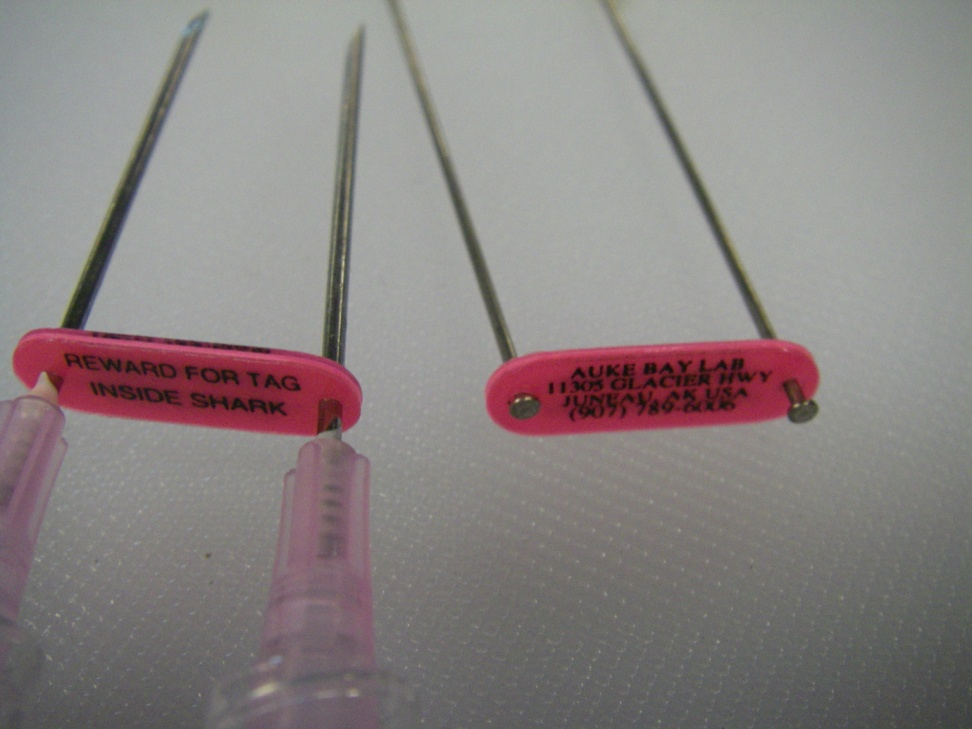 REWARD FOR TAG
INSIDE SHARK
AUKE BAY LAB
11305 GLACIER HWY
JUNEAU, AK USA
(907) 789-6006